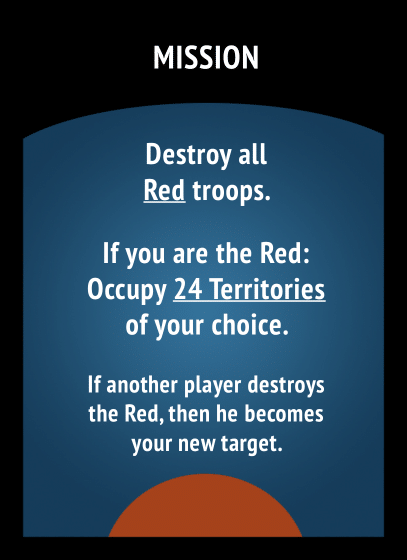 MISSION
Destroy all
Red troops.
If you are the Red:
Occupy 24 Territories
of your choice.
If another player destroys
the Red, then he becomes
your new target.